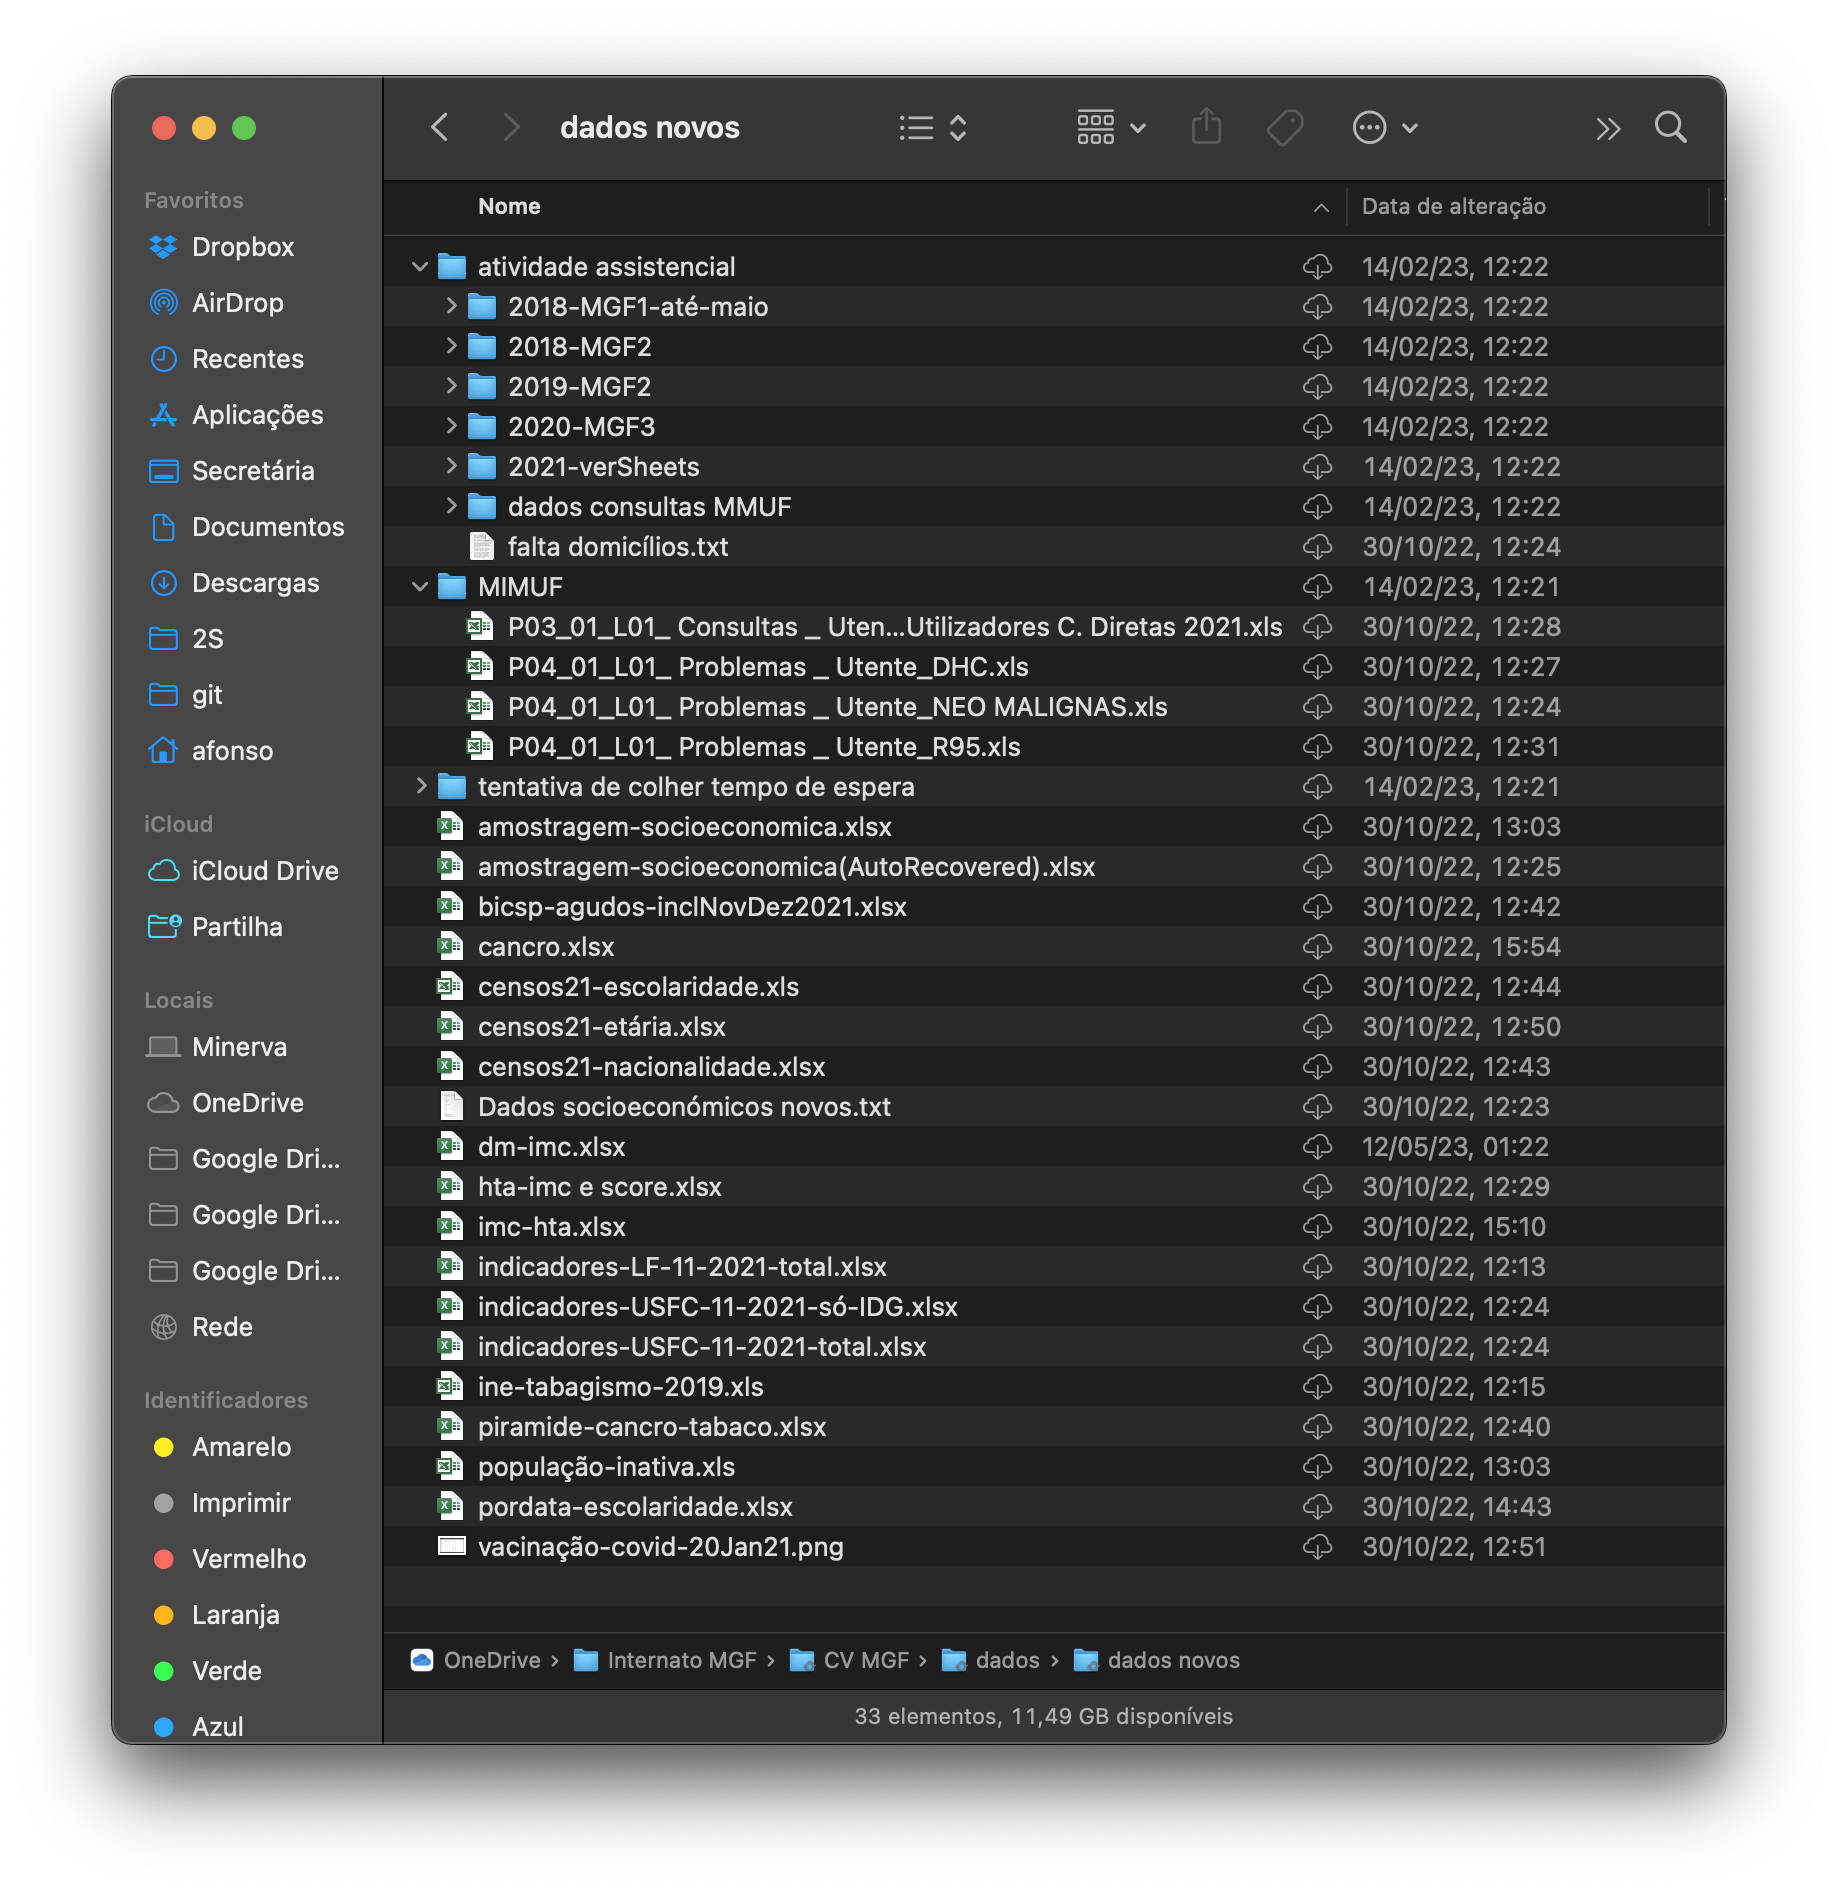 dados novos
Favoritos
Dropbox
AirDrop
Recentes
Aplicações
Secretária
Documentos
Descargas
2S
git
afonso
iCloud
iCloud Drive
Partilha
Locais
Minerva
OneDrive
Google Dri...
Google Dri...
Google Dri...
Rede
Identificadores
Amarelo
Imprimir
Vermelho
Laranja
Verde
Azul
Nome Data de alteração
atividade assistencial 14/02/23, 12:22
2018-MGF1-até-maio 14/02/23, 12:22
2018-MGF2 14/02/23, 12:22
2019-MGF2 14/02/23, 12:22
2020-MGF3 14/02/23, 12:22
2021-verSheets 14/02/23, 12:22
dados consultas MMUF 14/02/23, 12:22
falta domicílios.txt 30/10/22, 12:24
MIMUF 14/02/23, 12:21
P03_01_L01_ Consultas _ Uten...Utilizadores C. Diretas 2021.xls 30/10/22, 12:28
P04_01_L01_ Problemas _ Utente_DHC.xls 30/10/22, 12:27
P04_01_L01_ Problemas _ Utente_NEO MALIGNAS.xls 30/10/22, 12:24
P04_01_L01_ Problemas _ Utente_R95.xls 30/10/22, 12:31
tentativa de colher tempo de espera 14/02/23, 12:21
amostragem-socioeconomica.xlsx 30/10/22, 13:03
amostragem-socioeconomica(AutoRecovered).xlsx 30/10/22, 12:25
bicsp-agudos-inclNovDez2021.xlsx 30/10/22, 12:42
cancro.xlsx 30/10/22, 15:54
censos21-escolaridade.xls 30/10/22, 12:44
censos21-etária.xlsx 30/10/22, 12:50
censos21-nacionalidade.xlsx 30/10/22, 12:43
Dados socioeconómicos novos.txt 30/10/22, 12:23
dm-imc.xlsx 12/05/23, 01:22
hta-imc e score.xlsx 30/10/22, 12:29
imc-hta.xlsx 30/10/22, 15:10
indicadores-LF-11-2021-total.xlsx 30/10/22, 12:13
indicadores-USFC-11-2021-só-IDG.xlsx 30/10/22, 12:24
indicadores-USFC-11-2021-total.xlsx 30/10/22, 12:24
ine-tabagismo-2019.xls 30/10/22, 12:15
piramide-cancro-tabaco.xlsx 30/10/22, 12:40
população-inativa.xls 30/10/22, 13:03
pordata-escolaridade.xlsx 30/10/22, 14:43
vacinação-covid-20Jan21.png 30/10/22, 12:51
OneDrive › Internato MGF › CV MGF › dados › dados novos
33 elementos, 11,49 GB disponíveis